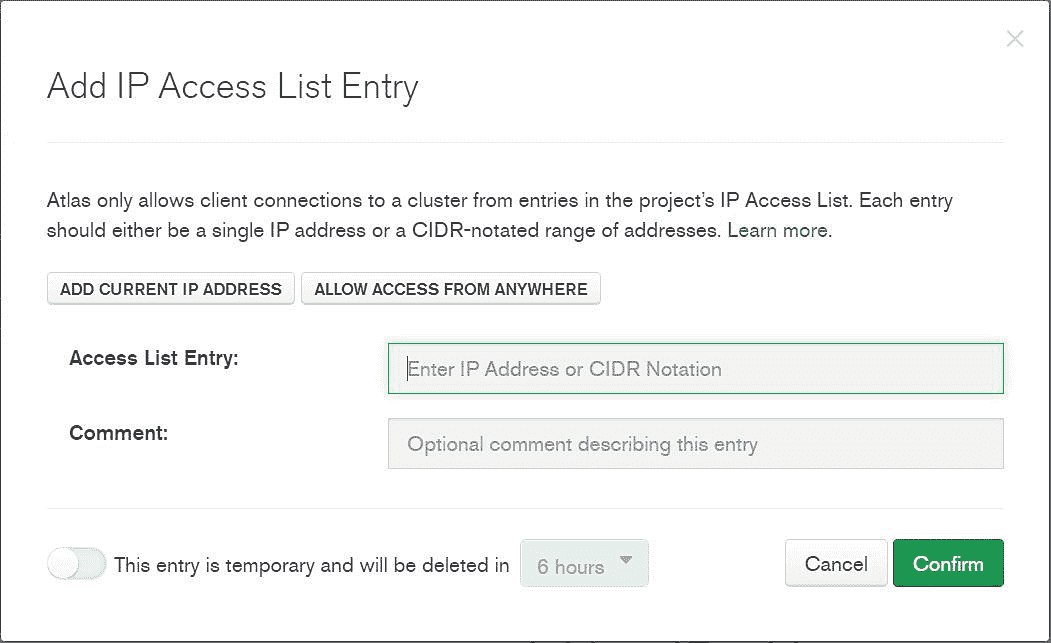 Add IP Access List Entry
Atlas only allows client connections to a cluster from entries in the project's IP Access List. Each entry
should either be a single IP address or a CIDR-notated range of addresses. Learn more.
ADD CURRENT IP ADDRESS ALLOW ACCESS FROM ANYWHERE
Access List Entry: Enter IP Address or CIDR Notation
Comment: Optional comment describing this entry
This entry is temporary and will be deleted in 6 hours Cancel Confirm